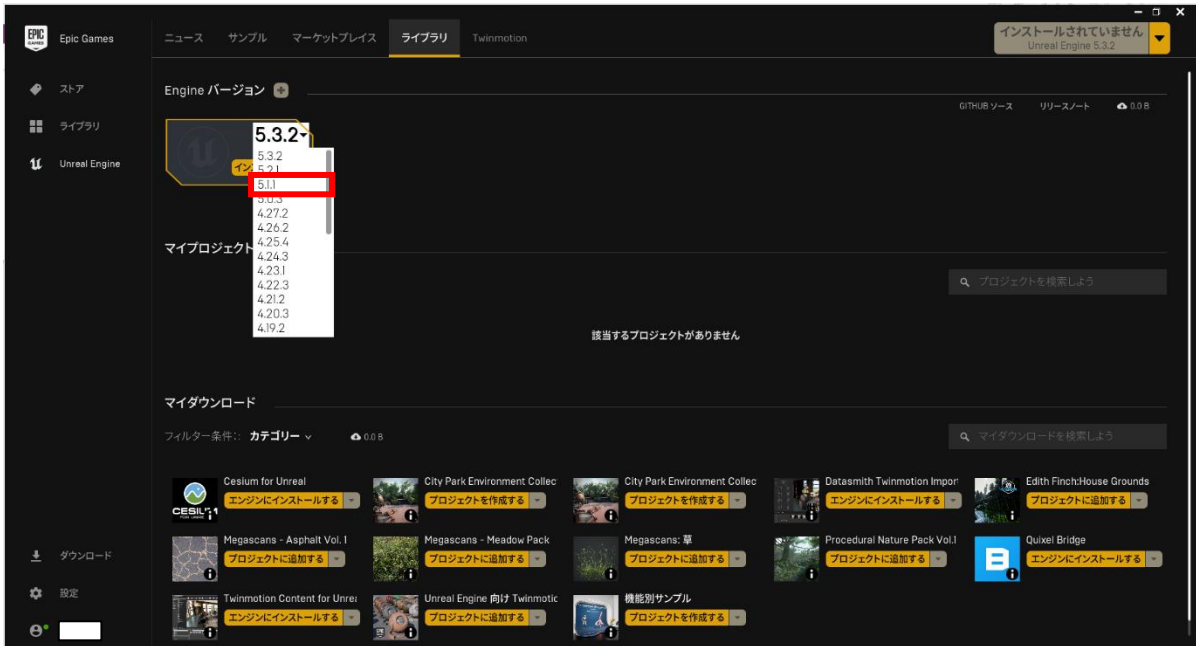 EPIC GAMES
Epic Games
ニュース サンプル マーケットプレイス ライブラリ Twinmotion
インストールされていません
Unreal Engine 5.3.2
ストア
ライブラリ
Unreal Engine
Engine バージョン
GITHUB ソース リリースノート 0.0 B
5.3.2
5.3.2
5.2.1
5.1.1
5.0.3
4.27.2
4.26.2
4.25.4
4.24.3
4.23.1
4.22.3
4.21.2
4.20.3
4.19.2
マイプロジェクト
プロジェクトを検索しよう
該当するプロジェクトがありません
マイダウンロード
フィルター条件:: カテゴリー 0.0 B
マイダウンロードを検索しよう
Cesium for Unreal
エンジンにインストールする
City Park Environment Collec
プロジェクトを作成する
City Park Environment Collec
プロジェクトを作成する
Datasmith Twinmotion Impor
エンジンにインストールする
Edith Finch:House Grounds
プロジェクトに追加する
Megascans - Asphalt Vol. 1
プロジェクトに追加する
Megascans - Meadow Pack
プロジェクトに追加する
Megascans: 草
プロジェクトに追加する
Procedural Nature Pack Vol.1
プロジェクトに追加する
Quixel Bridge
エンジンにインストールする
Twinmotion Content for Unre
エンジンにインストールする
Unreal Engine 向け Twinmotic
プロジェクトに追加する
機能別サンプル
プロジェクトを作成する
ダウンロード
設定